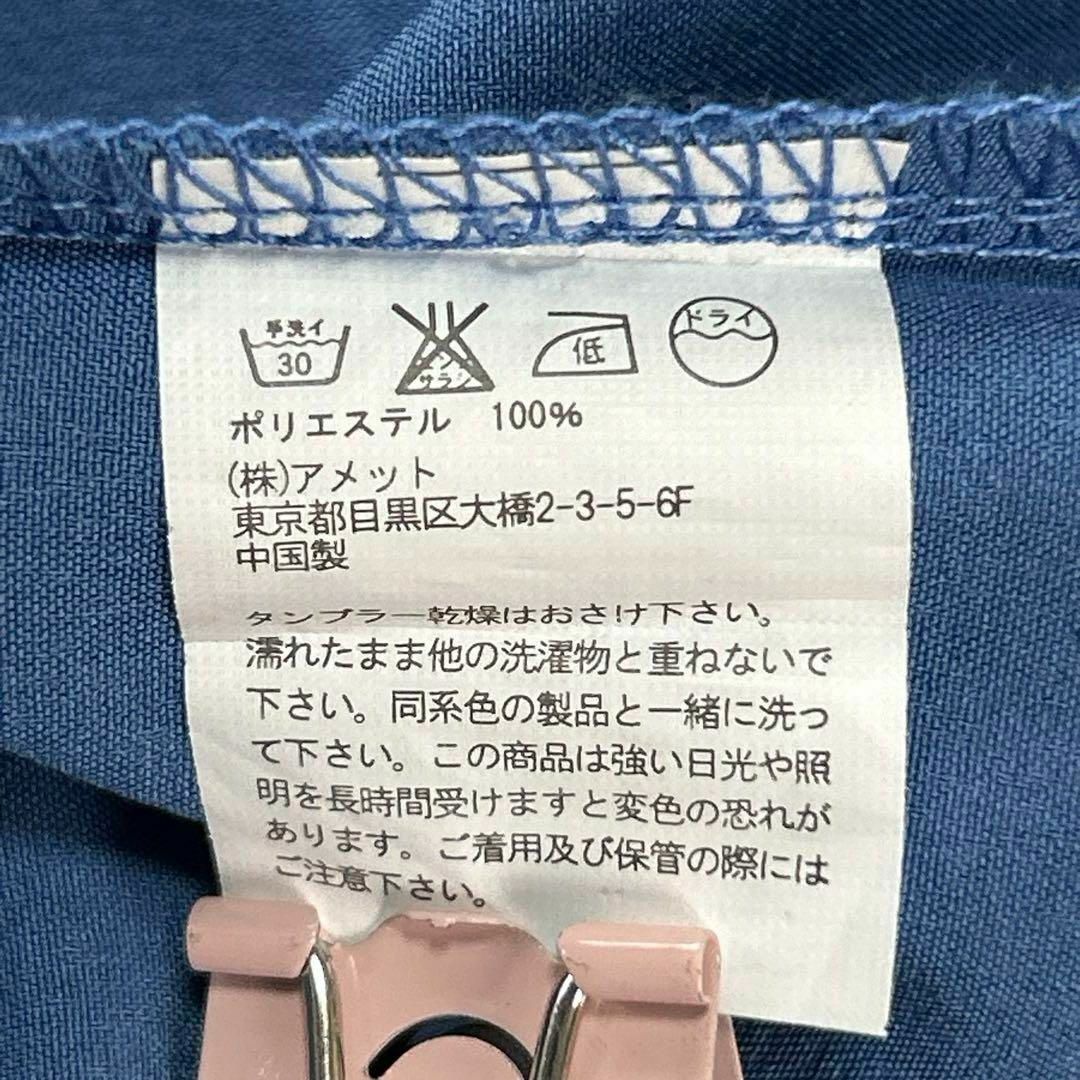 手洗イ
30
エンソ
サラシ
低
ドライ
ポリエステル 100%
(株)アメット
東京都目黒区大橋2-3-5-6F
中国製
タンブラー乾燥はおさけ下さい。
濡れたまま他の洗濯物と重ねないで
下さい。同系色の製品と一緒に洗っ
て下さい。この商品は強い日光や照
明を長時間受けますと変色の恐れが
あります。ご着用及び保管の際には
ご注意下さい。